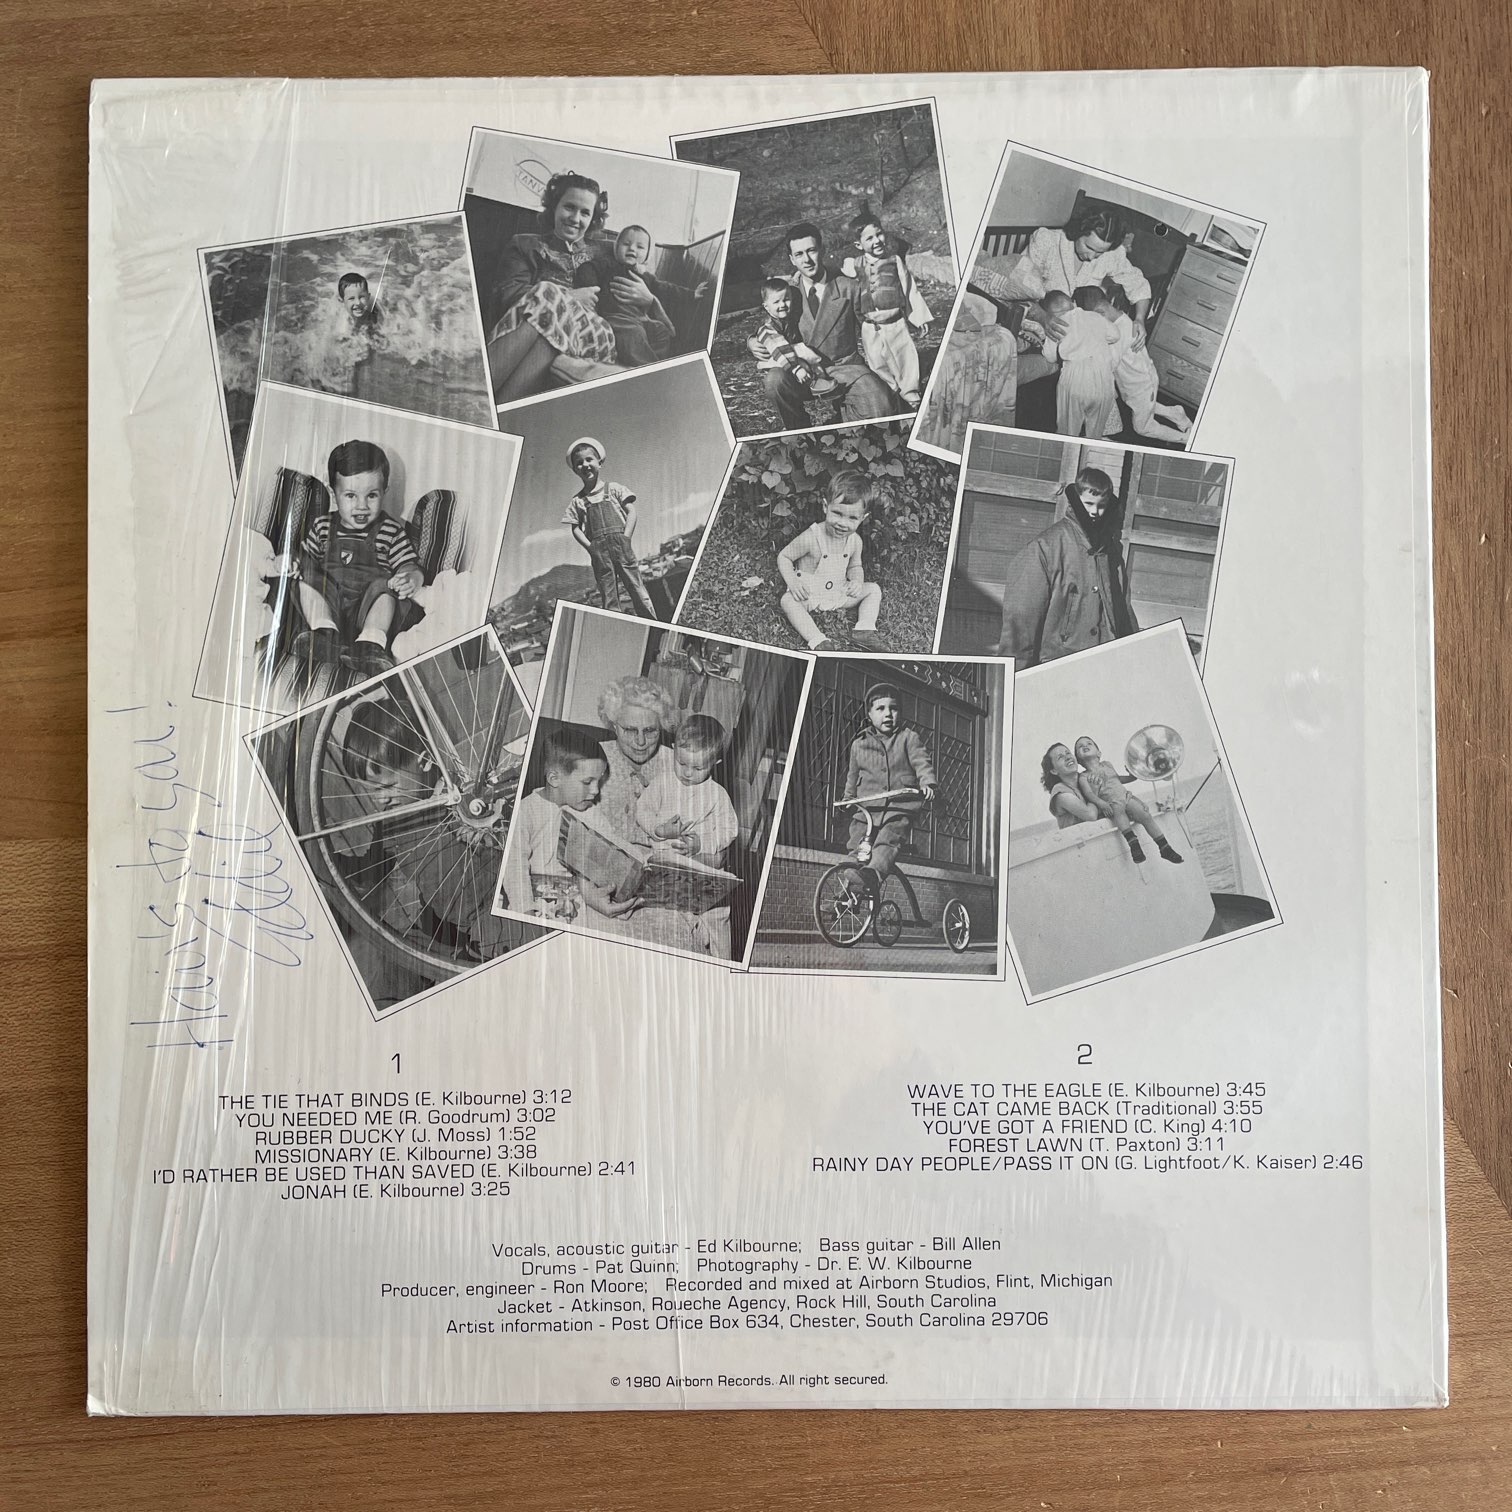 Here's to ya!
1
THE TIE THAT BINDS (E. Kilbourne) 3:12
YOU NEEDED ME (R. Goodrum) 3:02
RUBBER DUCKY (J. Moss) 1:52
MISSIONARY (E. Kilbourne) 3:38
I'D RATHER BE USED THAN SAVED (E. Kilbourne) 2:41
JONAH (E. Kilbourne) 3:25
2
WAVE TO THE EAGLE (E. Kilbourne) 3:45
THE CAT CAME BACK (Traditional) 3:55
YOU'VE GOT A FRIEND (C. King) 4:10
FOREST LAWN (T. Paxton) 3:11
RAINY DAY PEOPLE/PASS IT ON (G. Lightfoot/K. Kaiser) 2:46
Vocals, acoustic guitar - Ed Kilbourne; Bass guitar - Bill Allen
Drums - Pat Quinn; Photography - Dr. E. W. Kilbourne
Producer, engineer - Ron Moore; Recorded and mixed at Airborn Studios, Flint, Michigan
Jacket - Atkinson, Roueche Agency, Rock Hill, South Carolina
Artist information - Post Office Box 634, Chester, South Carolina 29706
© 1980 Airborn Records. All right secured.